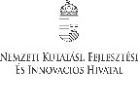 Nemzeti Kutatási, Fejlesztési
És Innovációs Hivatal